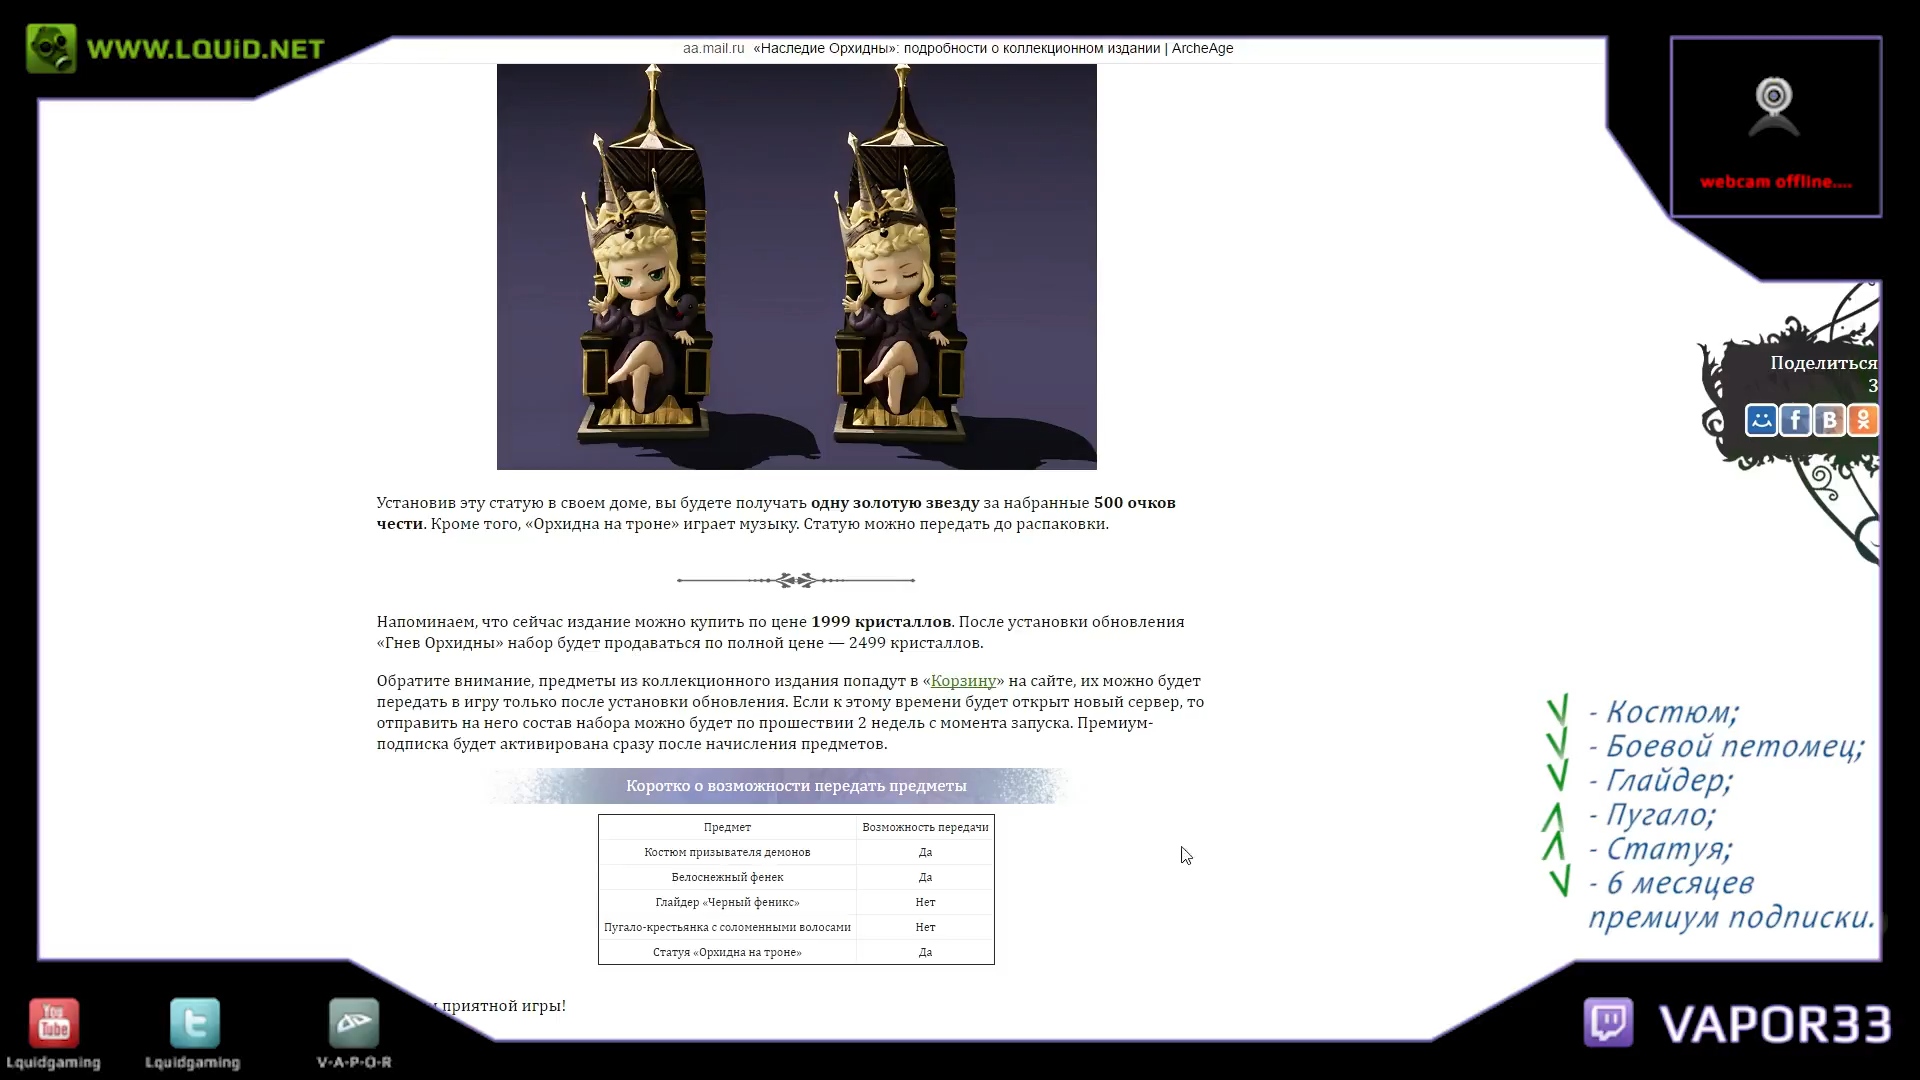 WWW.LQUiD.NET
aa.mail.ru «Наследие Орхидны»: подробности о коллекционном издании | ArcheAge
webcam offline....
Поделиться
3
Установив эту статую в своем доме, вы будете получать одну золотую звезду за набранные 500 очков
чести. Кроме того, «Орхидна на троне» играет музыку. Статую можно передать до распаковки.
Напоминаем, что сейчас издание можно купить по цене 1999 кристаллов. После установки обновления
«Гнев Орхидны» набор будет продаваться по полной цене — 2499 кристаллов.
Обратите внимание, предметы из коллекционного издания попадут в «Корзину» на сайте, их можно будет
передать в игру только после установки обновления. Если к этому времени будет открыт новый сервер, то
отправить на него состав набора можно будет по прошествии 2 недель с момента запуска. Премиум-
подписка будет активирована сразу после начисления предметов.
Коротко о возможности передать предметы
Предмет Возможность передачи
Костюм призывателя демонов Да
Белоснежный фенек Да
Глайдер «Черный феникс» Нет
Пугало-крестьянка с соломенными волосами Нет
Статуя «Орхидна на троне» Да
приятной игры!
- Костюм;
- Боевой петомец;
- Глайдер;
- Пугало;
- Статуя;
- 6 месяцев
премиум подписки.
You Tube
Lquidgaming
Lquidgaming
V-A-P-O-R
VAPOR33